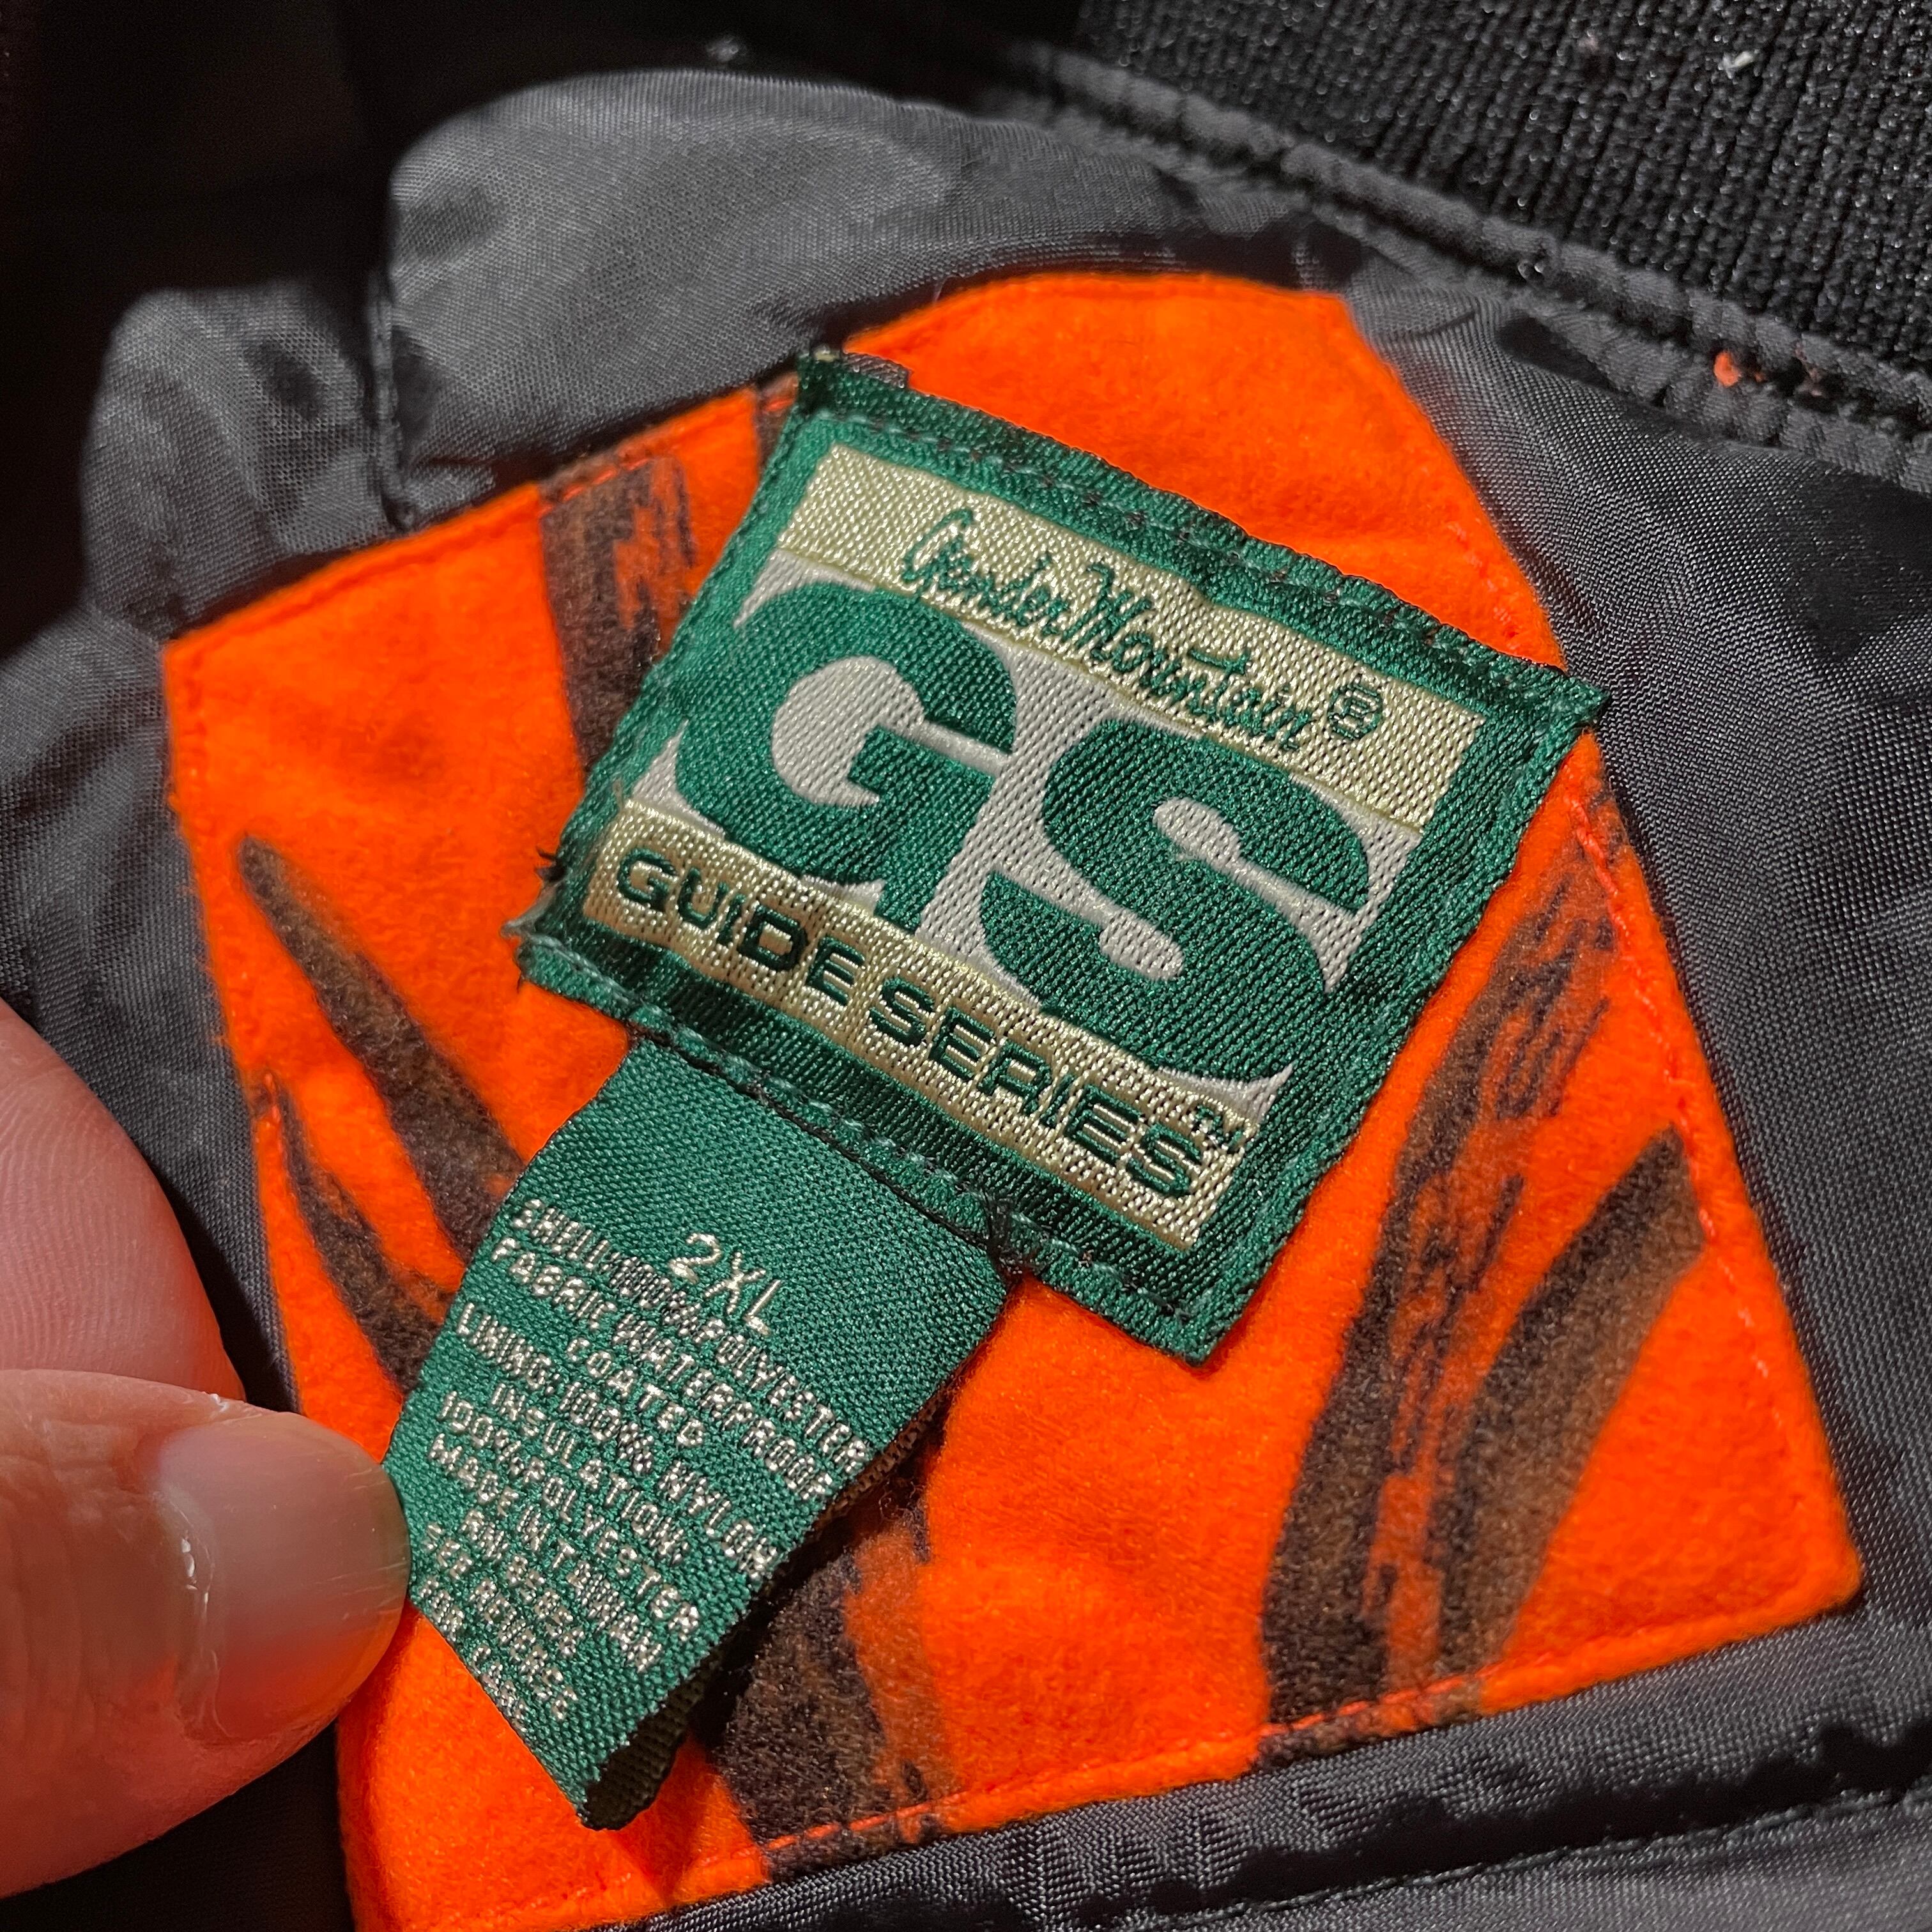 Gander Mountain®
GS
GUIDE SERIES™
2XL
SHELL: 100% POLYESTER
FABRIC WATERPROOF
COATED
LINING: 100% NYLON
INSULATION:
100% POLYESTER
MADE IN
RN
SEE REVERSE
FOR CARE